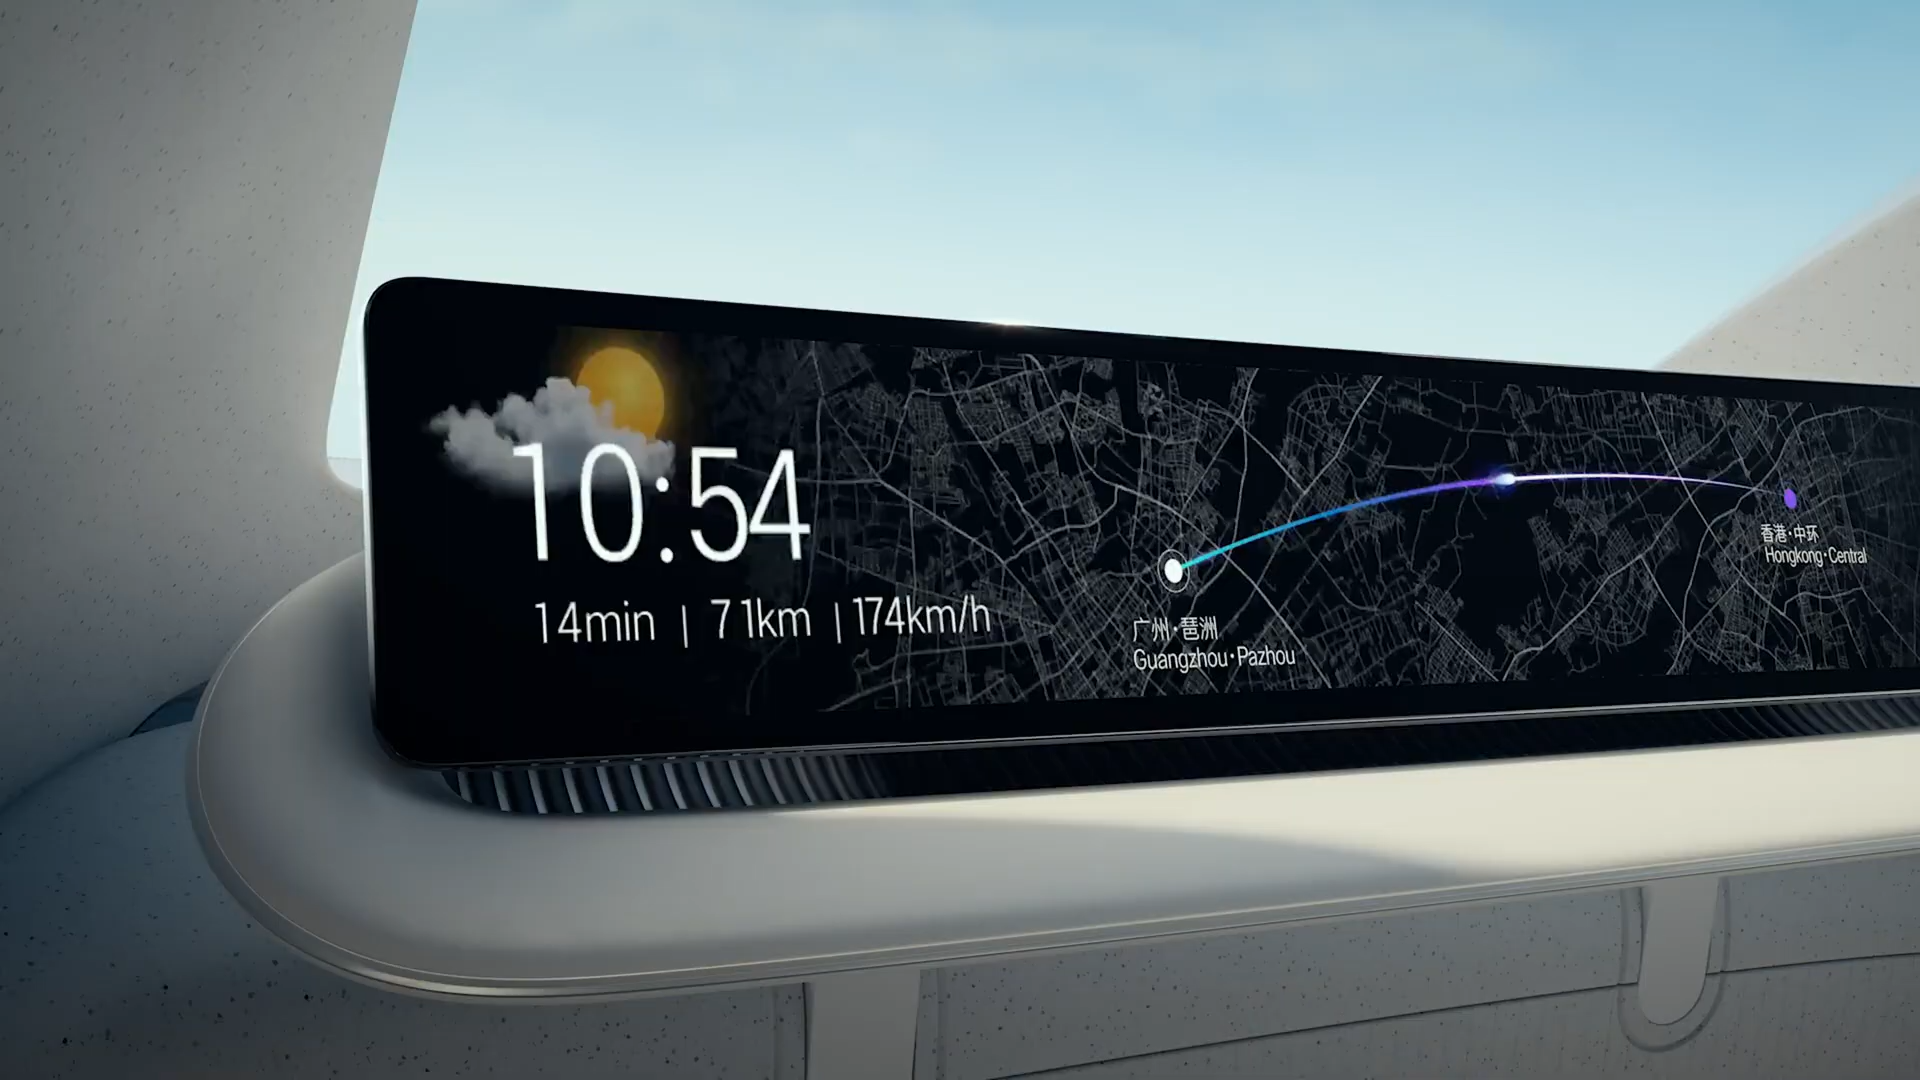 10:54
14min | 71km | 174km/h
广州·琶洲
Guangzhou·Pazhou
香港·中环
Hongkong·Central